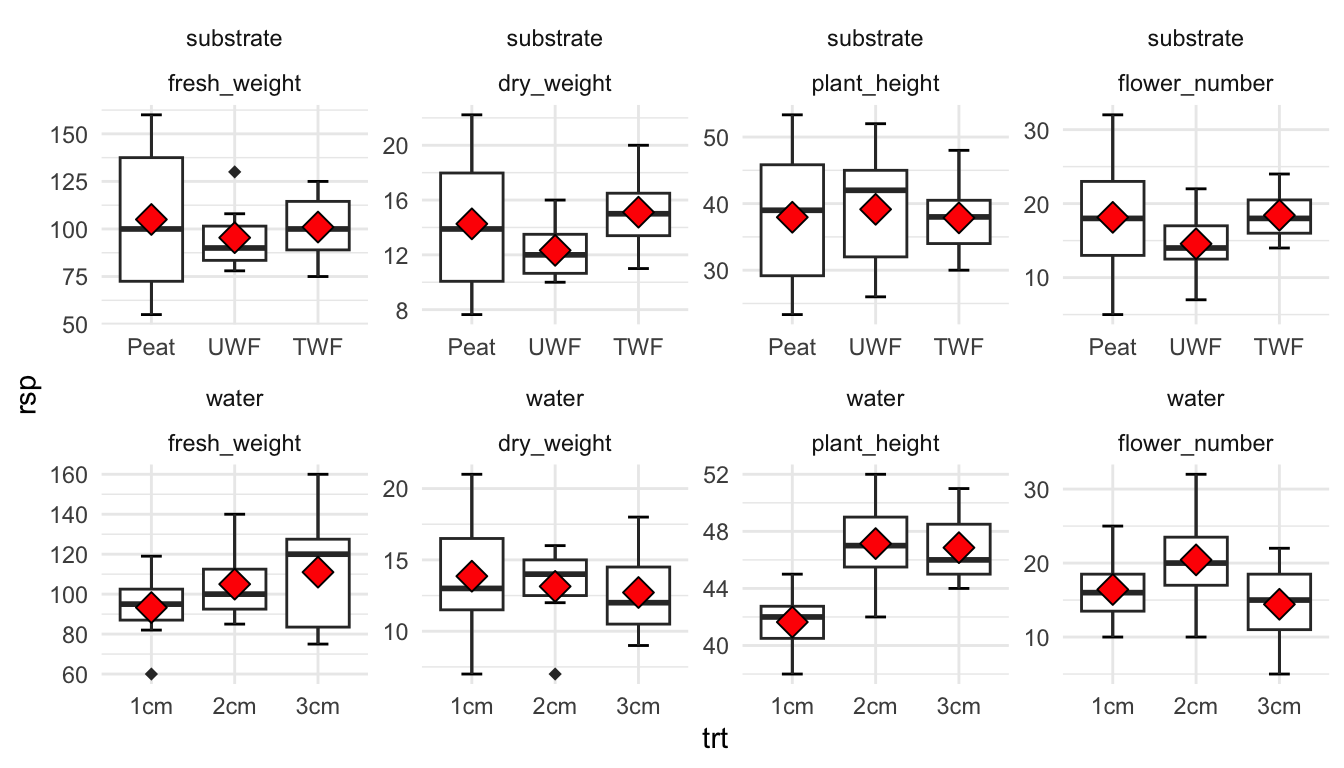 substrate substrate substrate substrate
fresh_weight dry_weight plant_height flower_number
150 125 100 75 50
20 16 12 8
50 40 30
30 20 10
Peat UWF TWF Peat UWF TWF Peat UWF TWF Peat UWF TWF
rsp
water water water water
fresh_weight dry_weight plant_height flower_number
160 140 120 100 80 60
20 15 10
52 48 44 40
30 20 10
1cm 2cm 3cm 1cm 2cm 3cm 1cm 2cm 3cm 1cm 2cm 3cm
trt